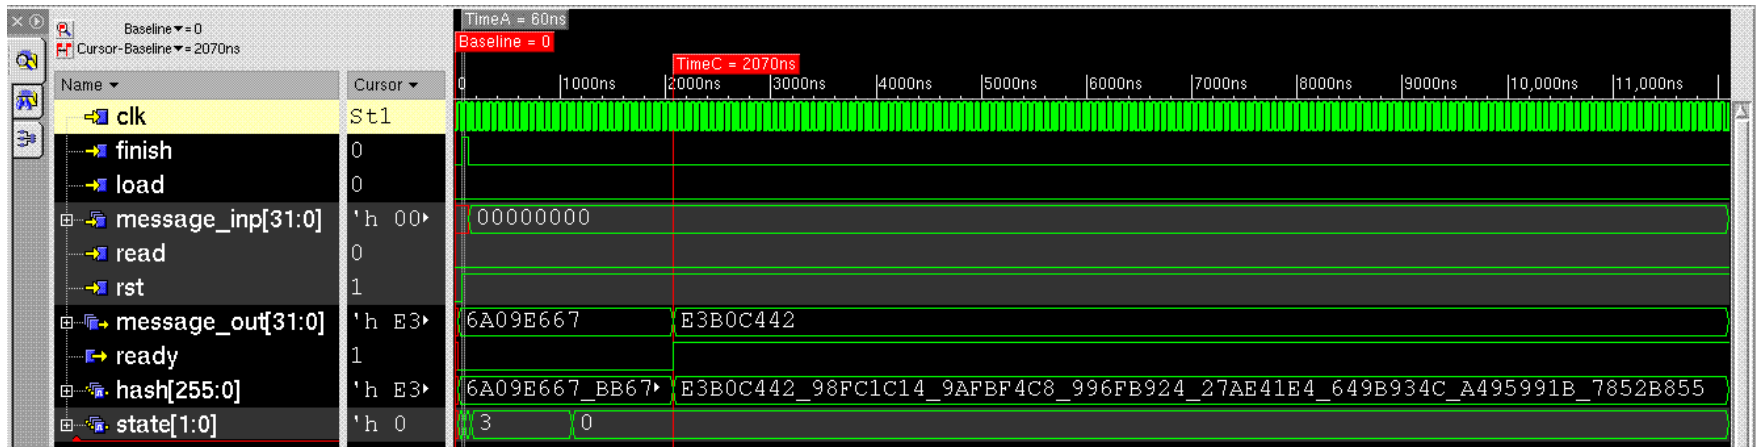 Baseline ▾= 0
Cursor-Baseline ▾= 2070ns
TimeA = 60ns
Baseline = 0
TimeC = 2070ns
Name ▾ Cursor ▾ 0 1000ns 2000ns 3000ns 4000ns 5000ns 6000ns 7000ns 8000ns 9000ns 10,000ns 11,000ns
clk St1
finish 0
load 0
message_inp[31:0] 'h 00 00000000
read 0
rst 1
message_out[31:0] 'h E3 6A09E667 E3B0C442
ready 1
hash[255:0] 'h E3 6A09E667_BB67 E3B0C442_98FC1C14_9AFBF4C8_996FB924_27AE41E4_649B934C_A495991B_7852B855
state[1:0] 'h 0 3 0